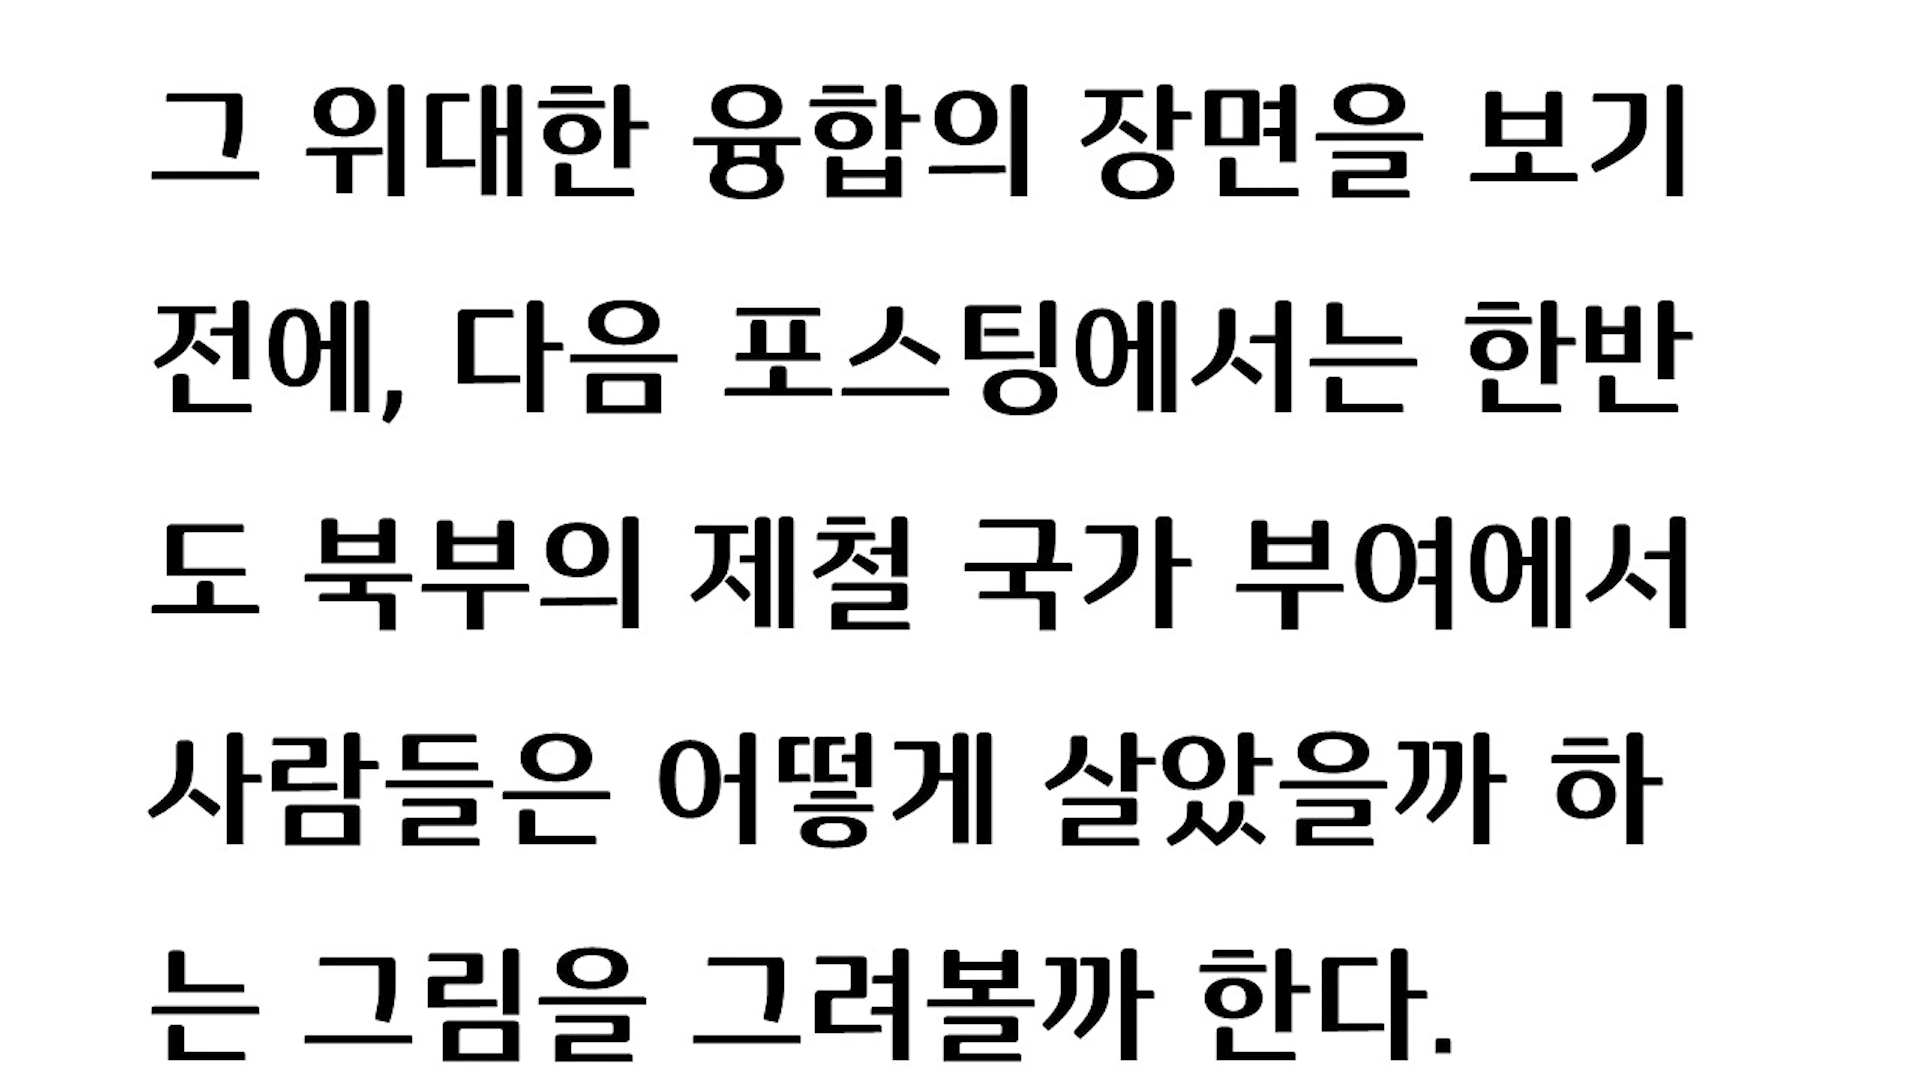 그 위대한 융합의 장면을 보기
전에, 다음 포스팅에서는 한반
도 북부의 제철 국가 부여에서
사람들은 어떻게 살았을까 하
는 그림을 그려볼까 한다.